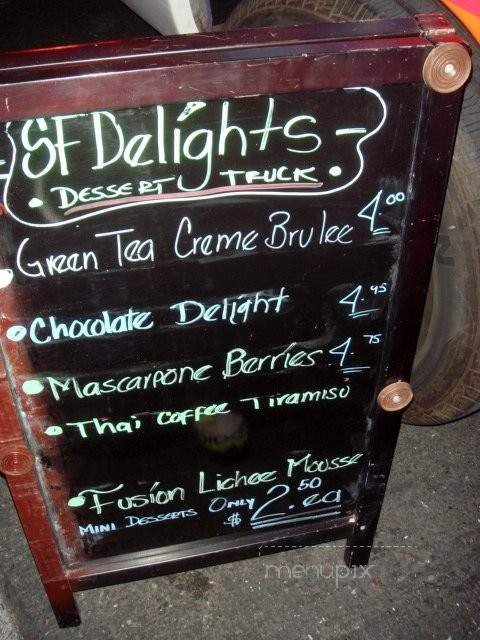 SF Delights
• DESSERT TRUCK •
Green Tea Creme Brulee 4.00
• Chocolate Delight 4.45
• Mascarpone Berries 4.75
• Thai Coffee Tiramisu
• Fusion Lichee Mousse
MINI DESSERTS ONLY $2.50 ea
menupix